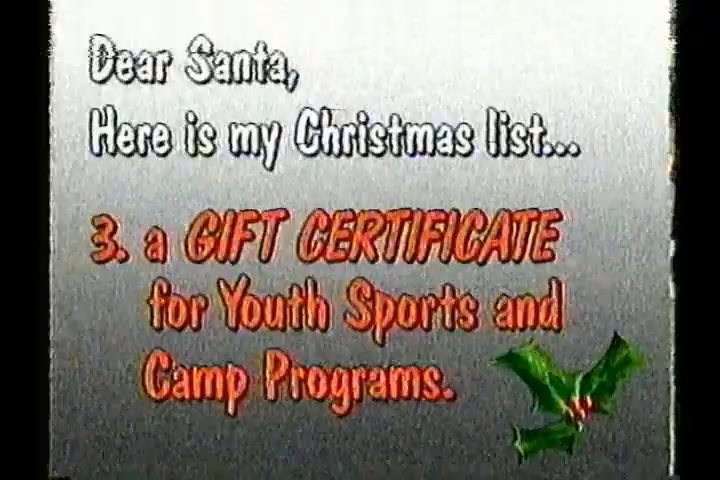 Dear Santa,
Here is my Christmas list...
3. a GIFT CERTIFICATE
for Youth Sports and
Camp Programs.